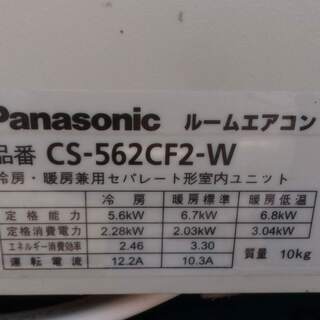 Panasonic ルームエアコン
品番 CS-562CF2-W
冷房・暖房兼用セパレート形室内ユニット
冷房 暖房標準 暖房低温
定格能力 5.6kW 6.7kW 6.8kW
定格消費電力 2.28kW 2.03kW 3.04kW
エネルギー消費効率 2.46 3.30
運転電流 12.2A 10.3A
質量 10kg